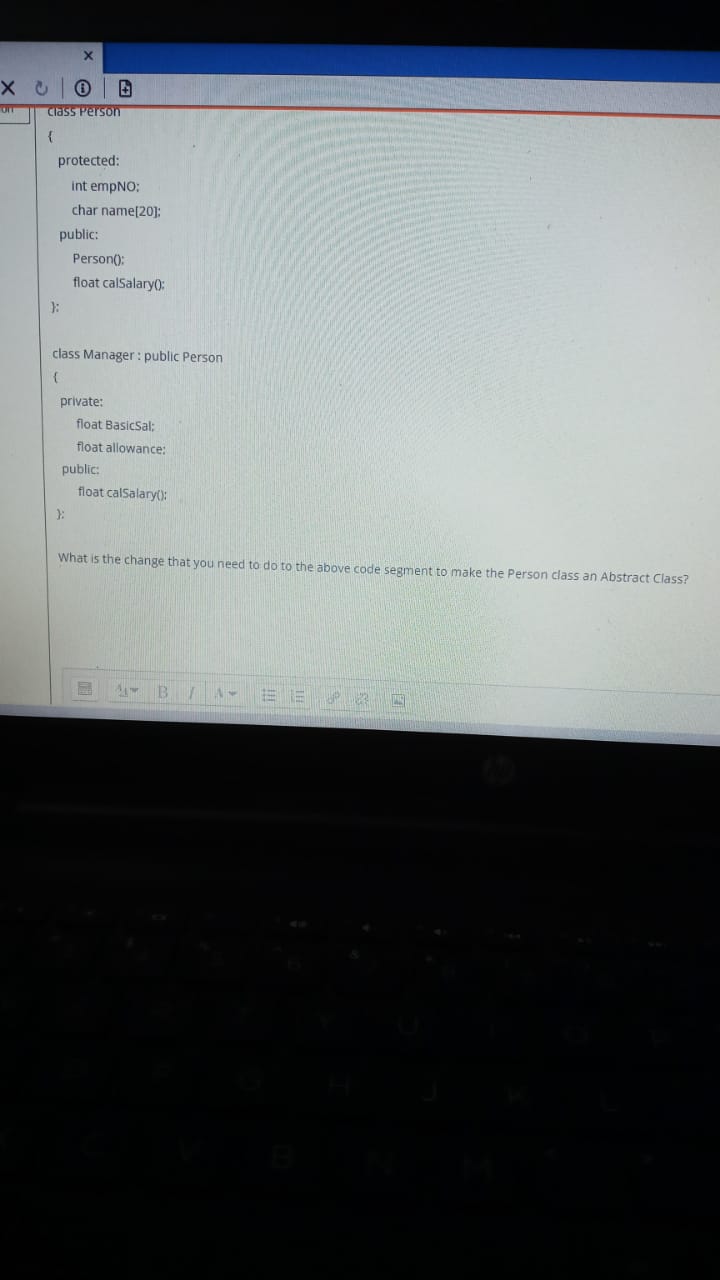 class Person
{
protected:
int empNO;
char name[20];
public:
Person();
float calSalary();
};
class Manager : public Person
{
private:
float BasicSal;
float allowance;
public:
float calSalary();
};
What is the change that you need to do to the above code segment to make the Person class an Abstract Class?
B I A
hp
B N M